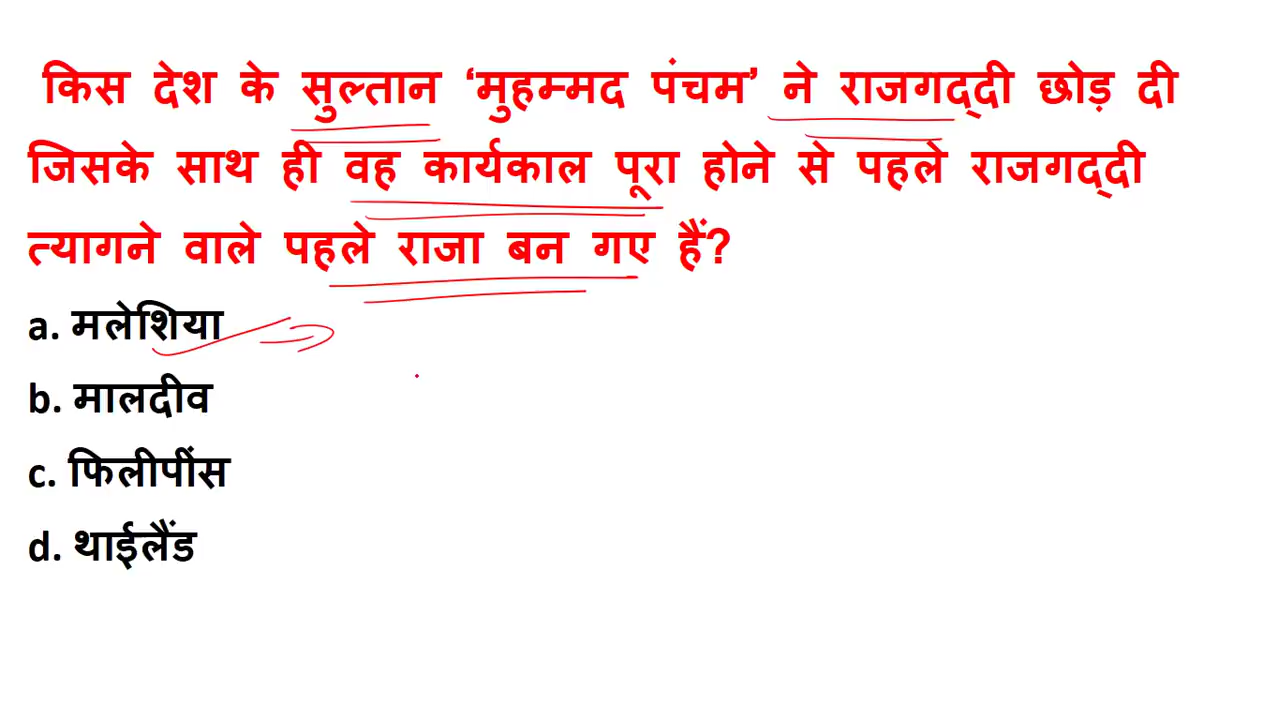 किस देश के सुल्तान ‘मुहम्मद पंचम’ ने राजगद्दी छोड़ दी
जिसके साथ ही वह कार्यकाल पूरा होने से पहले राजगद्दी
त्यागने वाले पहले राजा बन गए हैं?
a. मलेशिया
b. मालदीव
c. फिलीपींस
d. थाईलैंड